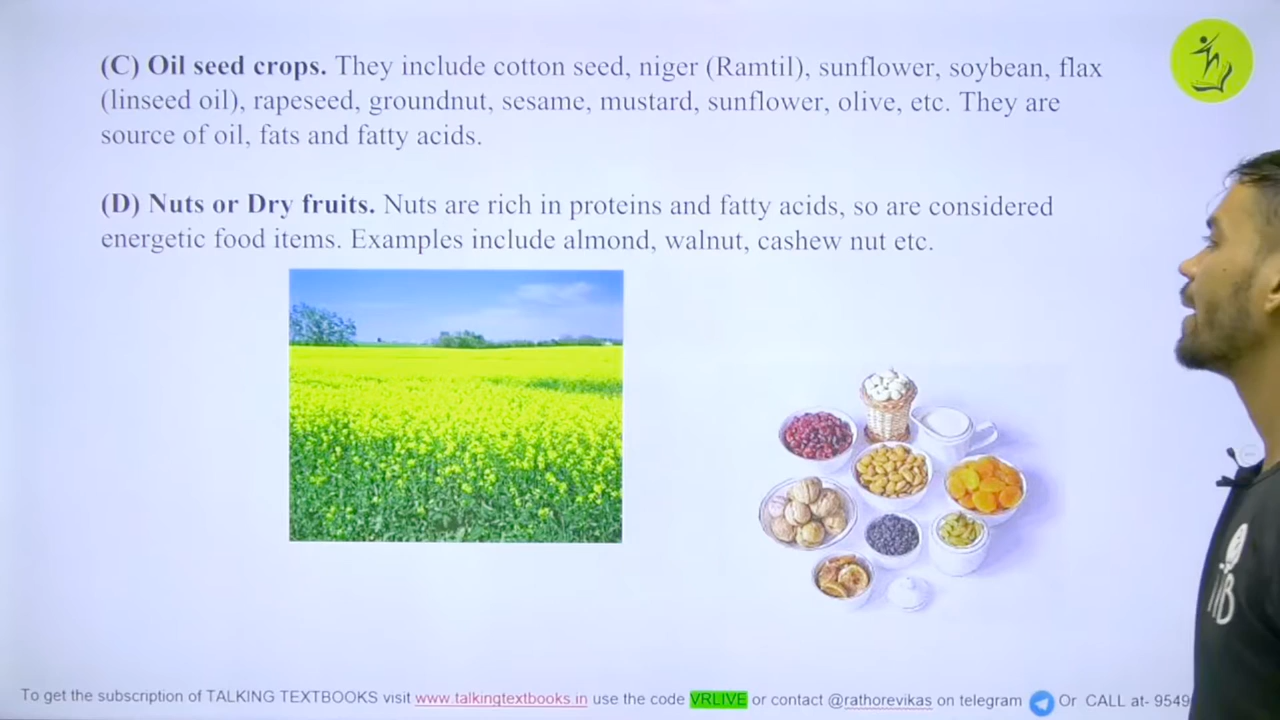 (C) Oil seed crops. They include cotton seed, niger (Ramtil), sunflower, soybean, flax
(linseed oil), rapeseed, groundnut, sesame, mustard, sunflower, olive, etc. They are
source of oil, fats and fatty acids.
(D) Nuts or Dry fruits. Nuts are rich in proteins and fatty acids, so are considered
energetic food items. Examples include almond, walnut, cashew nut etc.
To get the subscription of TALKING TEXTBOOKS visit www.talkingtextbooks.in use the code VRLIVE or contact @rathorevikas on telegram Or CALL at- 9549